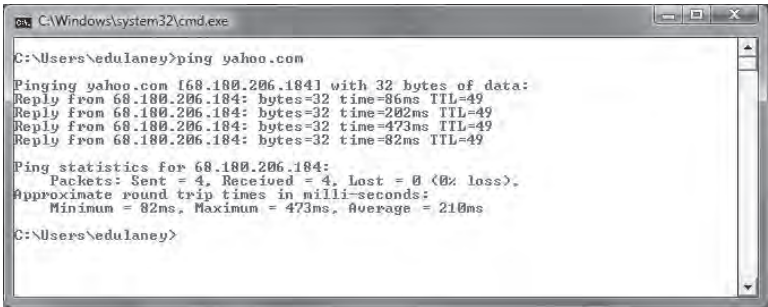 C:\Windows\system32\cmd.exe
C:\Users\edulaney>ping yahoo.com
Pinging yahoo.com [68.180.206.184] with 32 bytes of data:
Reply from 68.180.206.184: bytes=32 time=86ms TTL=49
Reply from 68.180.206.184: bytes=32 time=202ms TTL=49
Reply from 68.180.206.184: bytes=32 time=473ms TTL=49
Reply from 68.180.206.184: bytes=32 time=82ms TTL=49
Ping statistics for 68.180.206.184:
Packets: Sent = 4, Received = 4, Lost = 0 (0% loss),
Approximate round trip times in milli-seconds:
Minimum = 82ms, Maximum = 473ms, Average = 210ms
C:\Users\edulaney>